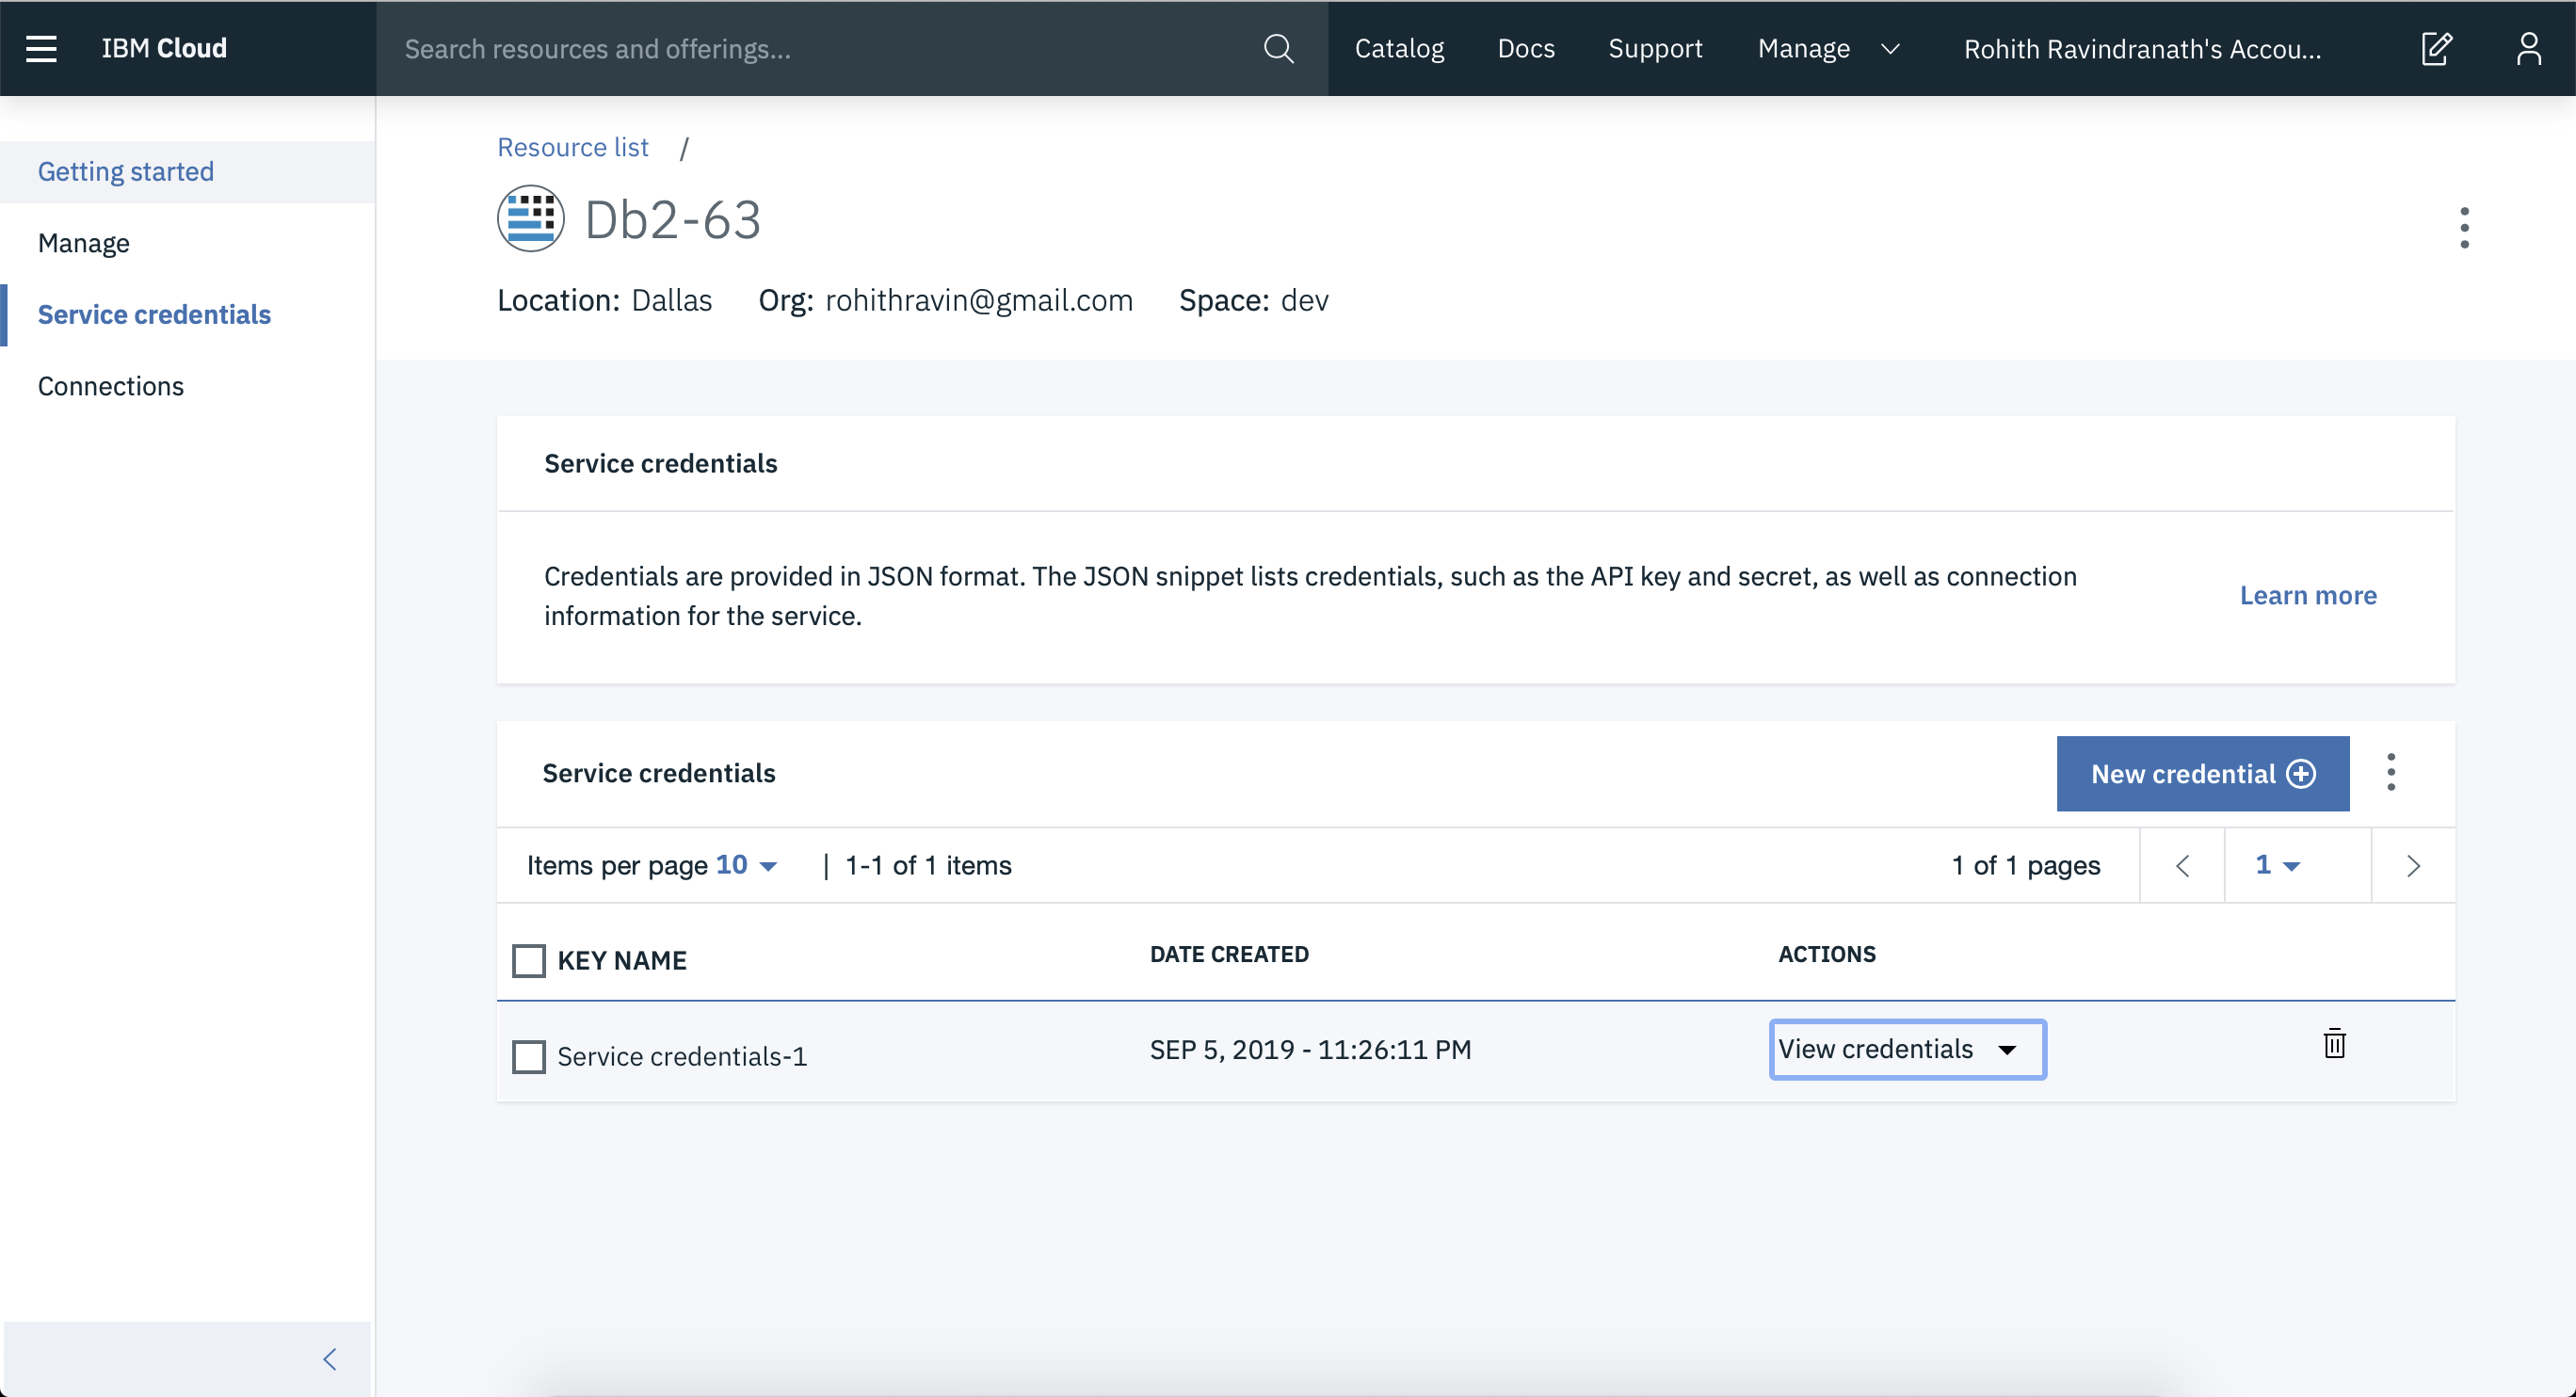 IBM Cloud
Search resources and offerings...
Catalog
Docs
Support
Manage
Rohith Ravindranath's Accou...
Getting started
Manage
Service credentials
Connections
Resource list /
Db2-63
Location: Dallas Org: rohithravin@gmail.com Space: dev
Service credentials
Credentials are provided in JSON format. The JSON snippet lists credentials, such as the API key and secret, as well as connection
information for the service.
Learn more
Service credentials
New credential
Items per page 10 | 1-1 of 1 items
1 of 1 pages
1
KEY NAME DATE CREATED ACTIONS
Service credentials-1 SEP 5, 2019 - 11:26:11 PM View credentials